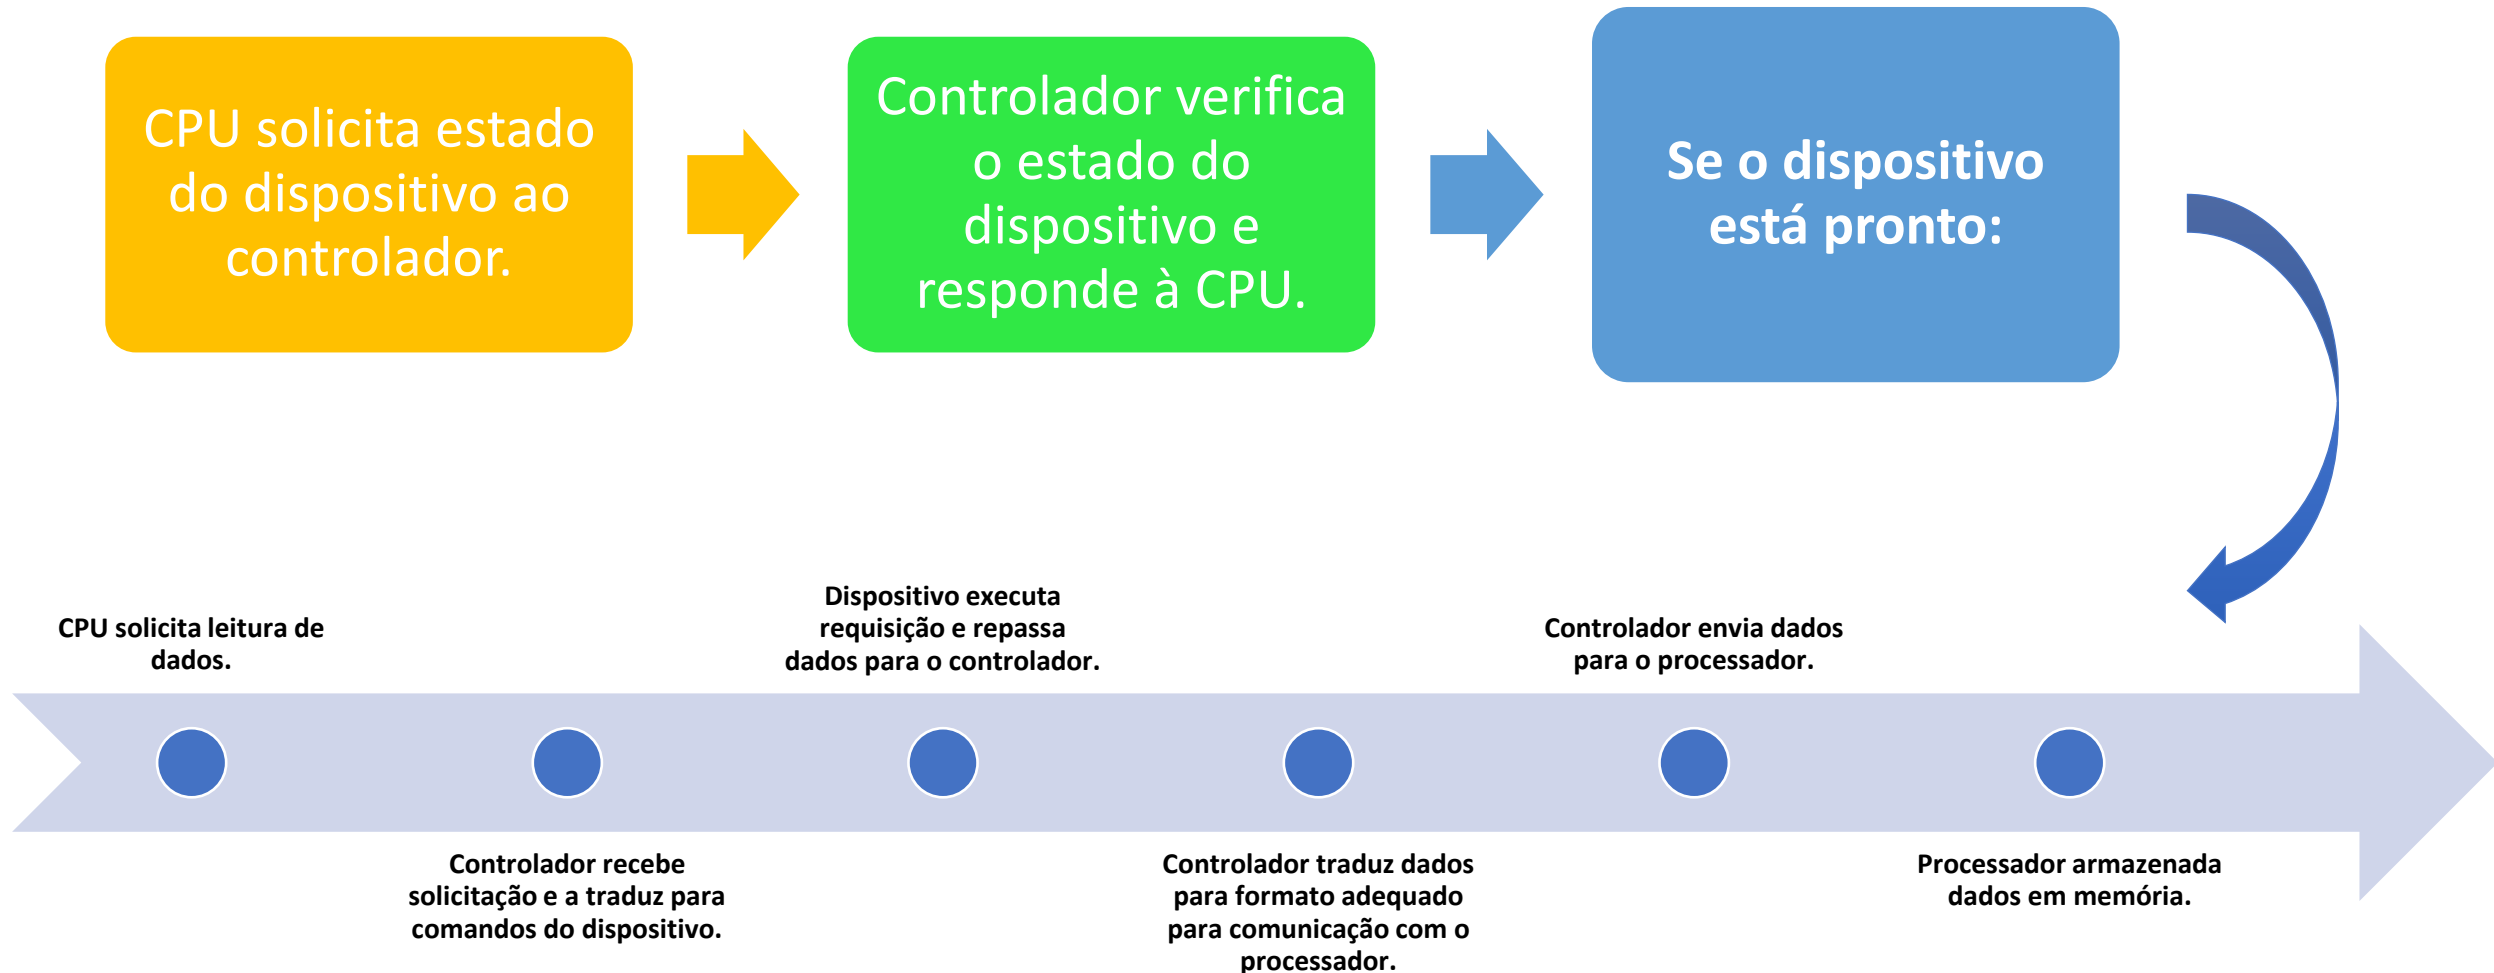 CPU solicita estado
do dispositivo ao
controlador.
Controlador verifica
o estado do
dispositivo e
responde à CPU.
Se o dispositivo
está pronto:
CPU solicita leitura de
dados.
Controlador recebe
solicitação e a traduz para
comandos do dispositivo.
Dispositivo executa
requisição e repassa
dados para o controlador.
Controlador traduz dados
para formato adequado
para comunicação com o
processador.
Controlador envia dados
para o processador.
Processador armazenada
dados em memória.